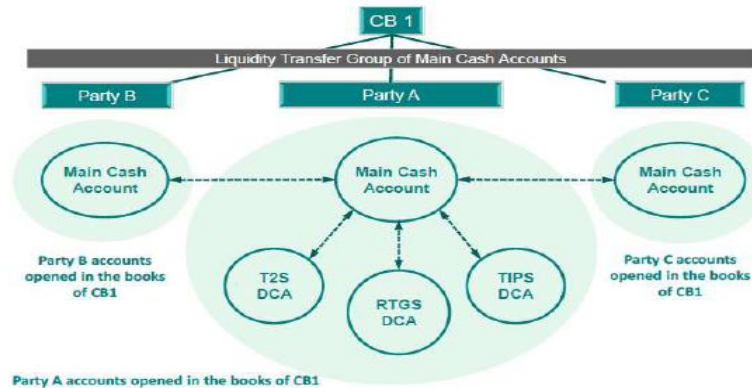 CB 1
Liquidity Transfer Group of Main Cash Accounts
Party B
Party A
Party C
Main Cash
Account
Main Cash
Account
Main Cash
Account
Party B accounts
opened in the books
of CB1
T2S
DCA
RTGS
DCA
TIPS
DCA
Party C accounts
opened in the books
of CB1
Party A accounts opened in the books of CB1